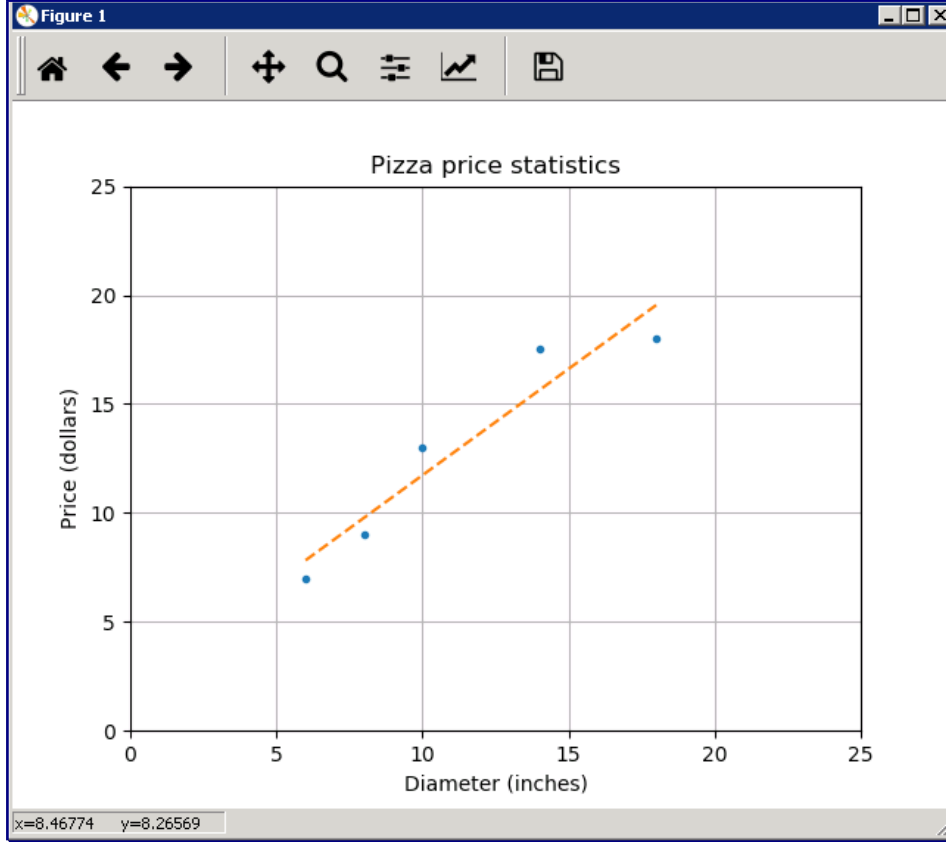 Figure 1
Pizza price statistics
25
20
15
10
5
0
Price (dollars)
0 5 10 15 20 25
Diameter (inches)
x=8.46774 y=8.26569